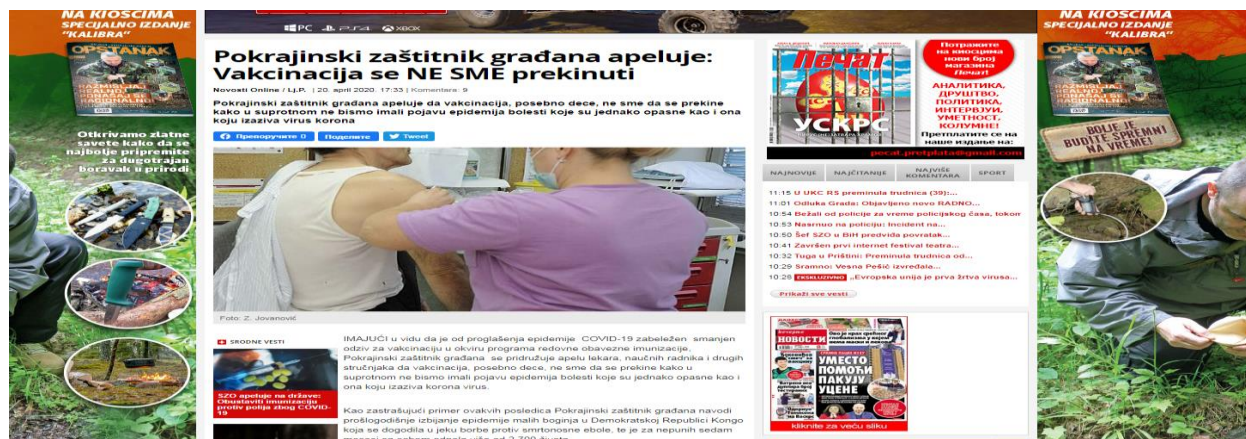 NA KIOSCIMA
SPECIJALNO IZDANJE
"KALIBRA"
OPSTANAK
Otkrivamo zlatne
savete kako da se
najbolje pripremite
za dugotrajan
boravak u prirodi
PC PS4 XBOX
Pokrajinski zaštitnik građana apeluje:
Vakcinacija se NE SME prekinuti
Novosti Online / Lj.P. | 20. april 2020. 17:33 | Komentara: 9
Pokrajinski zaštitnik građana apeluje da vakcinacija, posebno dece, ne sme da se prekine
kako u suprotnom ne bismo imali pojavu epidemija bolesti koje su jednako opasne kao i ona
koju izaziva virus korona
Препоручите 0 Поделите Tweet
Foto: Z. Jovanović
SRODNE VESTI
SZO apeluje na države:
Obustaviti imunizaciju
protiv polija zbog COVID-
19
IMAJUĆI u vidu da je od proglašenja epidemije COVID-19 zabeležen smanjen
odziv za vakcinaciju u okviru programa redovne obavezne imunizacije,
Pokrajinski zaštitnik građana se pridružuje apelu lekara, naučnih radnika i drugih
stručnjaka da vakcinacija, posebno dece, ne sme da se prekine kako u
suprotnom ne bismo imali pojavu epidemija bolesti koje su jednako opasne kao i
ona koju izaziva korona virus.
Kao zastrašujući primer ovakvih posledica Pokrajinski zaštitnik građana navodi
prošlogodišnje izbijanje epidemije malih boginja u Demokratskoj Republici Kongo
koja se dogodila u jeku borbe protiv smrtonosne ebole, te je za nepunih sedam
Печат
УСКРС
Потражите
на киосцима
нови број
магазина
Печат!
АНАЛИТИКА,
ДРУШТВО,
ПОЛИТИКА,
ИНТЕРВЈУИ,
УМЕТНОСТ,
КОЛУМНЕ!
Претплатите се на
наше издање на:
pecat.pretplata@gmail.com
NAJNOVIJE NAJČITANIJE NAJVIŠE KOMENTARA SPORT
11:15 U UKC RS preminula trudnica (39):...
11:01 Odluka Grada: Objavljeno novo RADNO...
10:54 Bežali od policije za vreme policijskog časa, tokom
10:53 Nasrnuo na policiju: Incident na...
10:50 Šef SZO u BiH predviđa povratak...
10:41 Završen prvi internet festival teatra...
10:32 Tuga u Prištini: Preminula trudnica od...
10:29 Sramno: Vesna Pešić izvređala...
10:28 EKSKLUZIVNO „Evropska unija je prva žrtva virusa...
Prikaži sve vesti
НОВОСТИ
УМЕСТО
ПОМОЋИ
ПАКУЈУ
УЦЕНЕ
kliknite za veću sliku
NA KIOSCIMA
SPECIJALNO IZDANJE
"KALIBRA"
OPSTANAK
BOLJE JE
BUDITE SPREMNI
NA VREME!